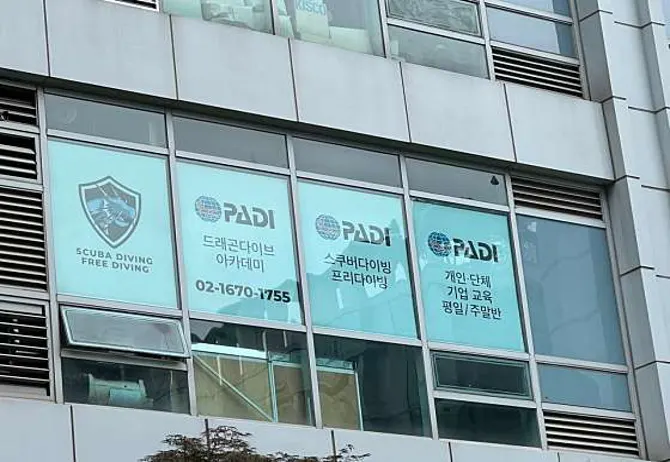 XISCO
SCUBA DIVING
FREE DIVING
PADI
드래곤다이브
아카데미
02-1670-1755
PADI
스쿠버다이빙
프리다이빙
PADI
개인·단체
기업 교육
평일/주말반